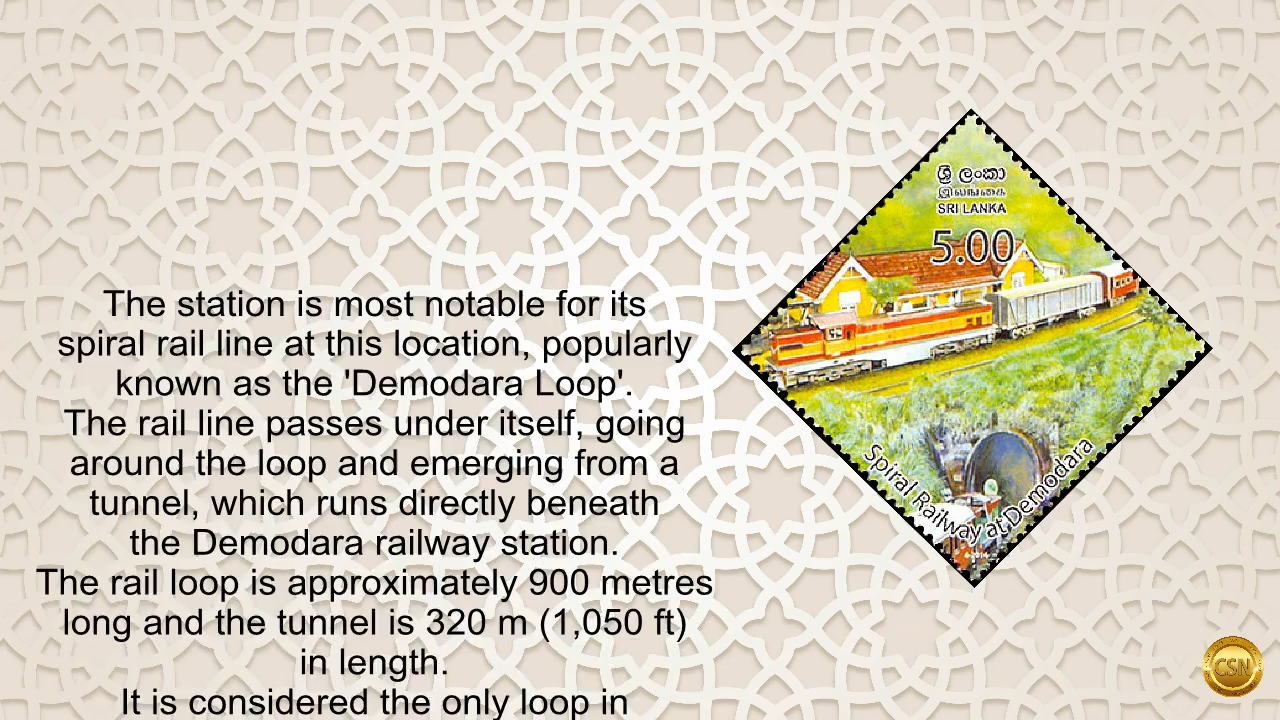 The station is most notable for its
spiral rail line at this location, popularly
known as the 'Demodara Loop'.
The rail line passes under itself, going
around the loop and emerging from a
tunnel, which runs directly beneath
the Demodara railway station.
The rail loop is approximately 900 metres
long and the tunnel is 320 m (1,050 ft)
in length.
It is considered the only loop in
ශ්‍රී ලංකා
இலங்கை
SRI LANKA
5.00
Spiral Railway at Demodara
CSN